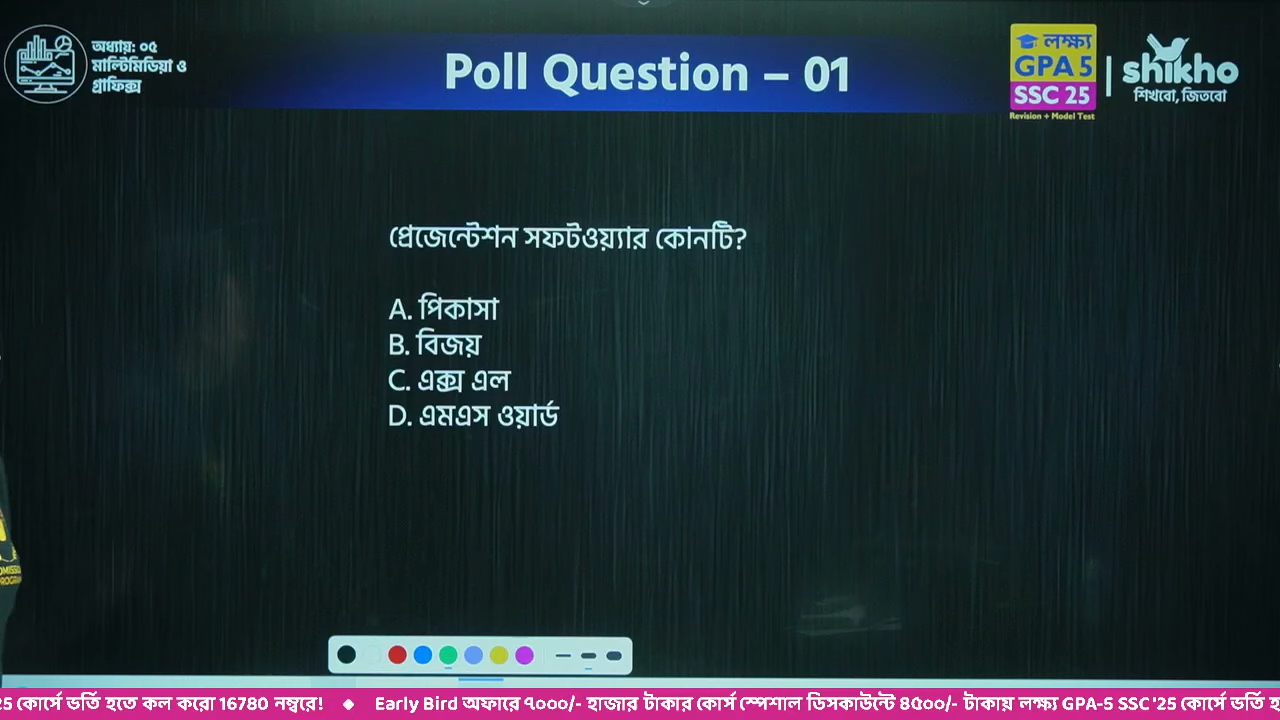 অধ্যায়: ০৫
মাল্টিমিডিয়া ও
গ্রাফিক্স
Poll Question – 01
লক্ষ্য
GPA 5
SSC 25
Revision + Model Test
shikho
শিখবো, জিতবো
প্রেজেন্টেশন সফটওয়্যার কোনটি?
A. পিকাসা
B. বিজয়
C. এক্স এল
D. এমএস ওয়ার্ড
25 কোর্সে ভর্তি হতে কল করো 16780 নম্বরে! ◆ Early Bird অফারে ৭০০০/- হাজার টাকার কোর্স স্পেশাল ডিসকাউন্টে ৪৫০০/- টাকায় লক্ষ্য GPA-5 SSC '25 কোর্সে ভর্তি